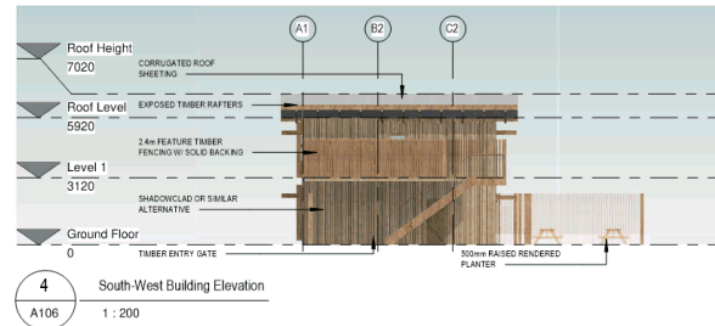 A1
B2
C2
Roof Height
7020
CORRUGATED ROOF
SHEETING
Roof Level
5920
EXPOSED TIMBER RAFTERS
2.4m FEATURE TIMBER
FENCING W/ SOLID BACKING
Level 1
3120
SHADOWCLAD OR SIMILAR
ALTERNATIVE
Ground Floor
0
TIMBER ENTRY GATE
500mm RAISED RENDERED
PLANTER
4
South-West Building Elevation
A106
1 : 200